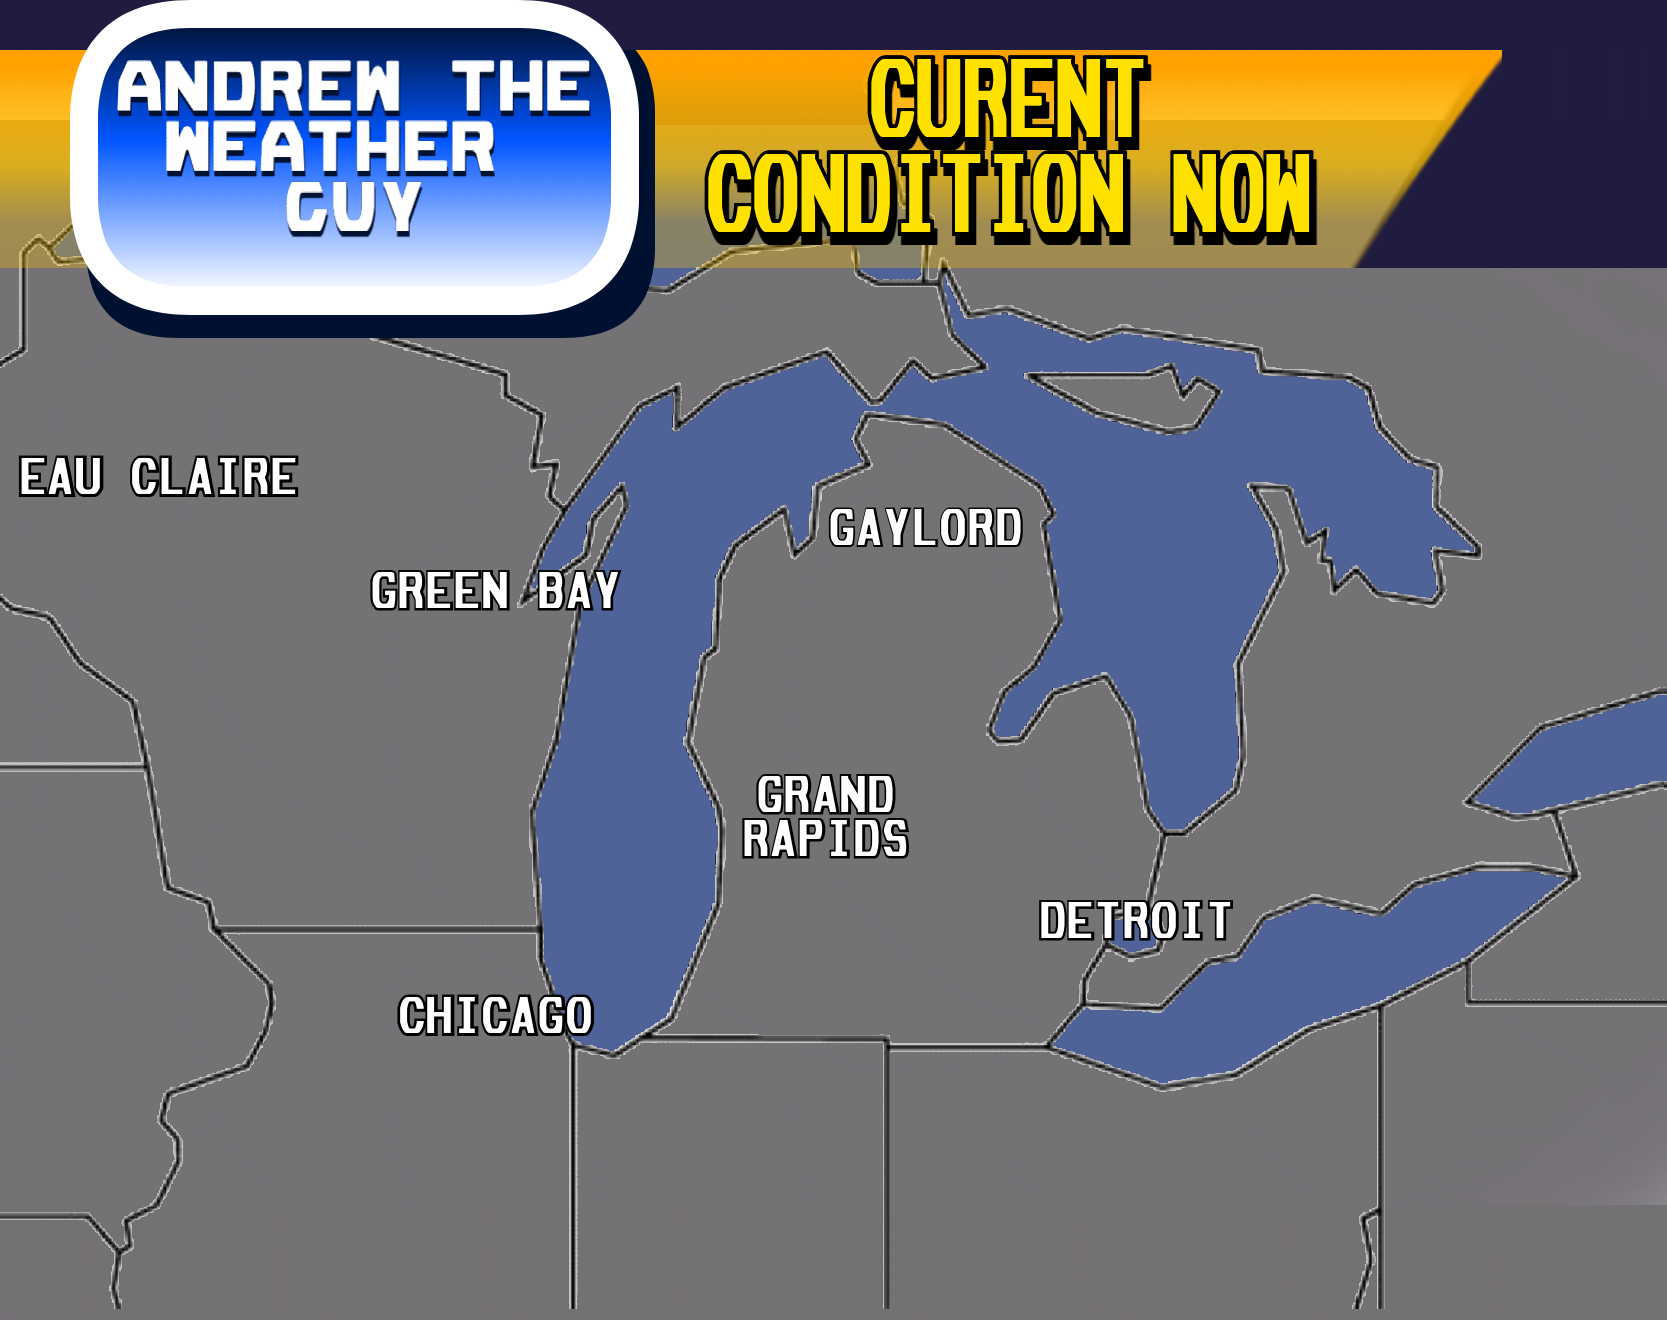 ANDREW THE
WEATHER
GUY
CURENT
CONDITION NOW
EAU CLAIRE
GAYLORD
GREEN BAY
GRAND
RAPIDS
DETROIT
CHICAGO